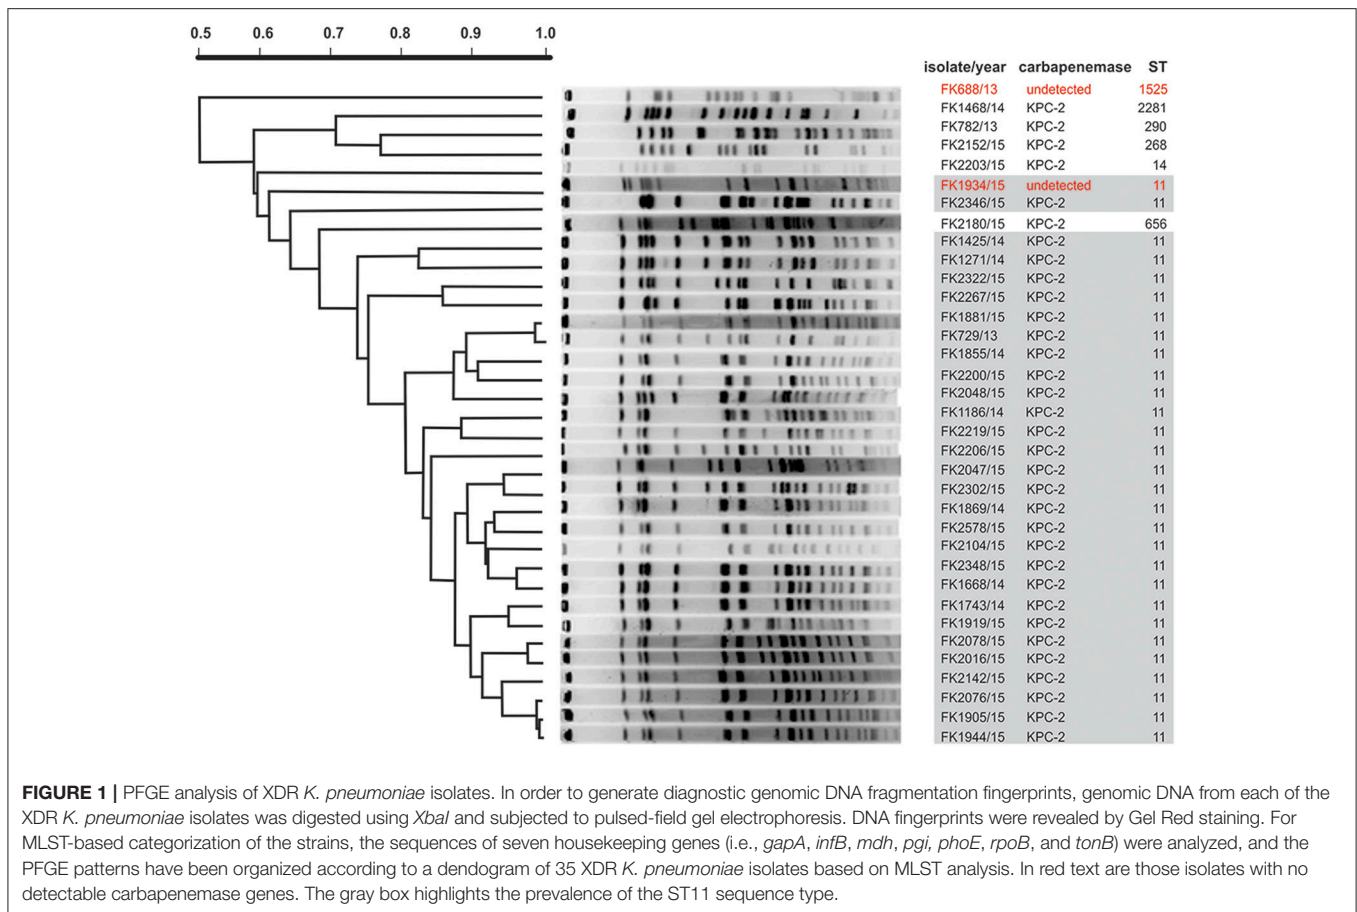 0.5 0.6 0.7 0.8 0.9 1.0
isolate/year carbapenemase ST
FK688/13 undetected 1525
FK1468/14 KPC-2 2281
FK782/13 KPC-2 290
FK2152/15 KPC-2 268
FK2203/15 KPC-2 14
FK1934/15 undetected 11
FK2346/15 KPC-2 11
FK2180/15 KPC-2 656
FK1425/14 KPC-2 11
FK1271/14 KPC-2 11
FK2322/15 KPC-2 11
FK2267/15 KPC-2 11
FK1881/15 KPC-2 11
FK729/13 KPC-2 11
FK1855/14 KPC-2 11
FK2200/15 KPC-2 11
FK2048/15 KPC-2 11
FK1186/14 KPC-2 11
FK2219/15 KPC-2 11
FK2206/15 KPC-2 11
FK2047/15 KPC-2 11
FK2302/15 KPC-2 11
FK1869/14 KPC-2 11
FK2578/15 KPC-2 11
FK2104/15 KPC-2 11
FK2348/15 KPC-2 11
FK1668/14 KPC-2 11
FK1743/14 KPC-2 11
FK1919/15 KPC-2 11
FK2078/15 KPC-2 11
FK2016/15 KPC-2 11
FK2142/15 KPC-2 11
FK2076/15 KPC-2 11
FK1905/15 KPC-2 11
FK1944/15 KPC-2 11
FIGURE 1 | PFGE analysis of XDR K. pneumoniae isolates. In order to generate diagnostic genomic DNA fragmentation fingerprints, genomic DNA from each of the
XDR K. pneumoniae isolates was digested using XbaI and subjected to pulsed-field gel electrophoresis. DNA fingerprints were revealed by Gel Red staining. For
MLST-based categorization of the strains, the sequences of seven housekeeping genes (i.e., gapA, infB, mdh, pgi, phoE, rpoB, and tonB) were analyzed, and the
PFGE patterns have been organized according to a dendogram of 35 XDR K. pneumoniae isolates based on MLST analysis. In red text are those isolates with no
detectable carbapenemase genes. The gray box highlights the prevalence of the ST11 sequence type.